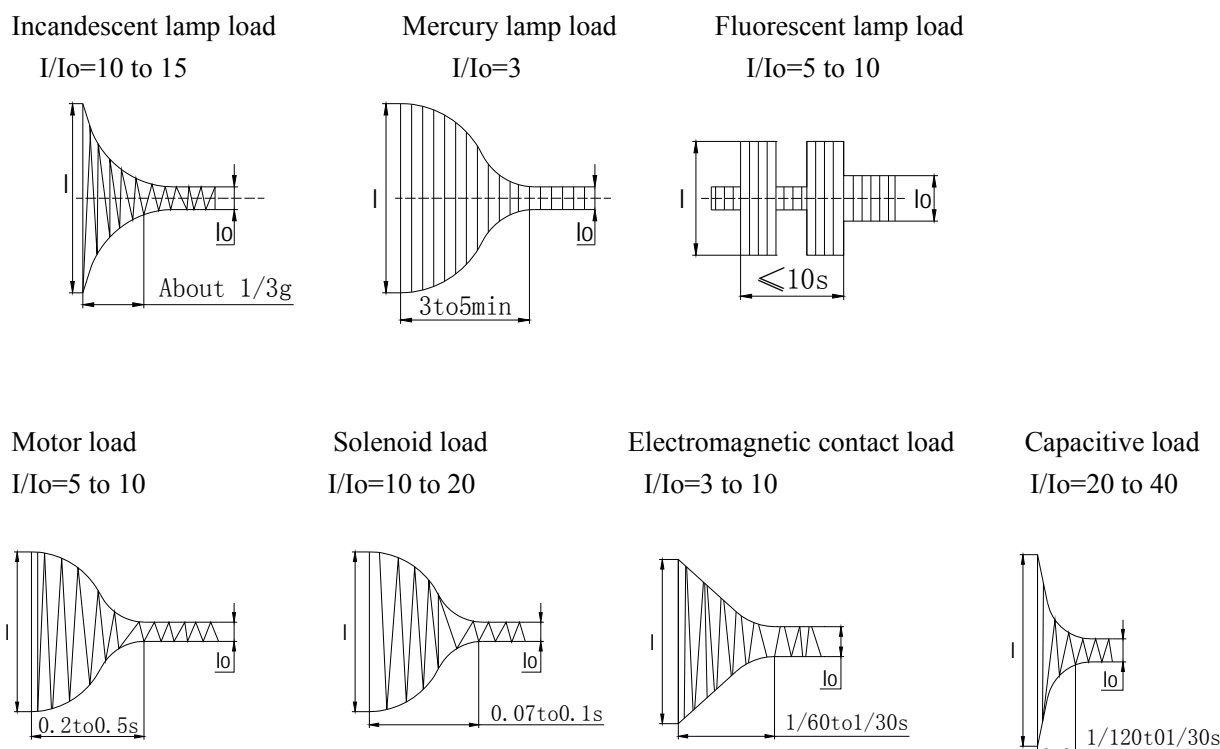 Incandescent lamp load
I/Io=10 to 15
I
Io
About 1/3g
Mercury lamp load
I/Io=3
I
Io
3to5min
Fluorescent lamp load
I/Io=5 to 10
I
Io
≤10s
Motor load
I/Io=5 to 10
I
Io
0.2to0.5s
Solenoid load
I/Io=10 to 20
I
Io
0.07to0.1s
Electromagnetic contact load
I/Io=3 to 10
I
Io
1/60to1/30s
Capacitive load
I/Io=20 to 40
I
Io
1/120t01/30s